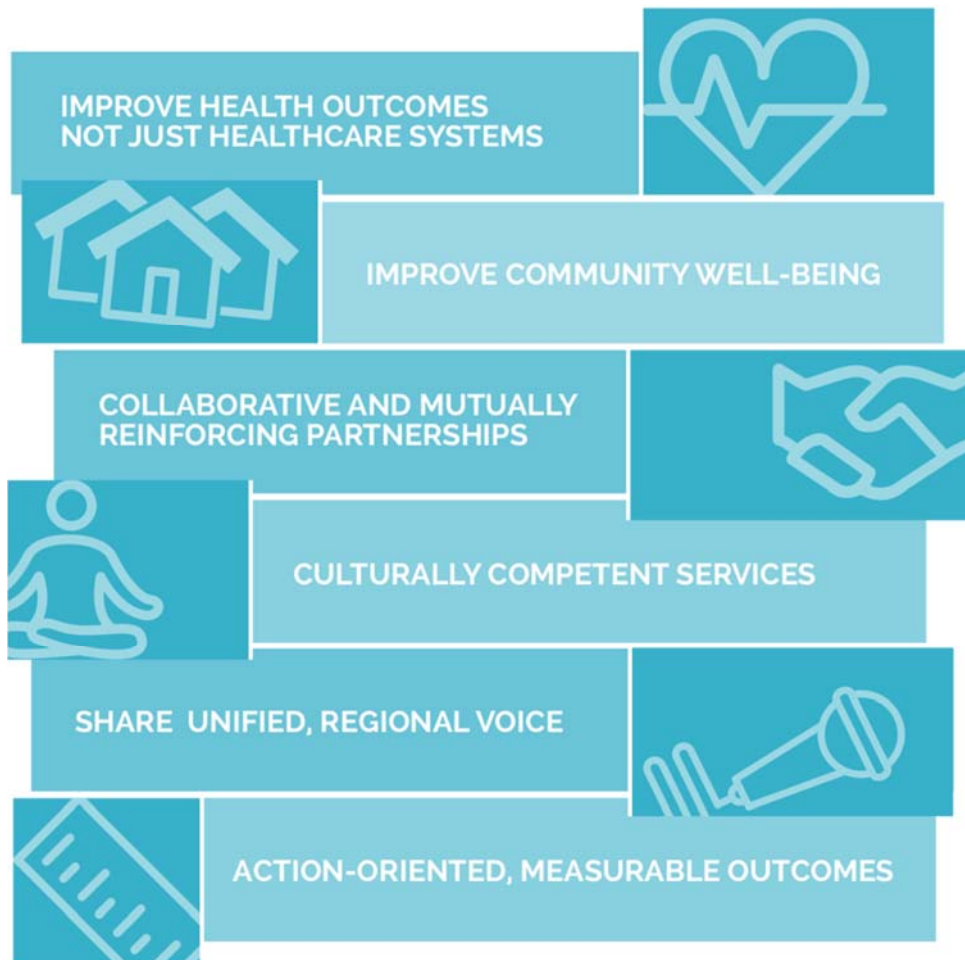 IMPROVE HEALTH OUTCOMES
NOT JUST HEALTHCARE SYSTEMS
IMPROVE COMMUNITY WELL-BEING
COLLABORATIVE AND MUTUALLY
REINFORCING PARTNERSHIPS
CULTURALLY COMPETENT SERVICES
SHARE UNIFIED, REGIONAL VOICE
ACTION-ORIENTED, MEASURABLE OUTCOMES